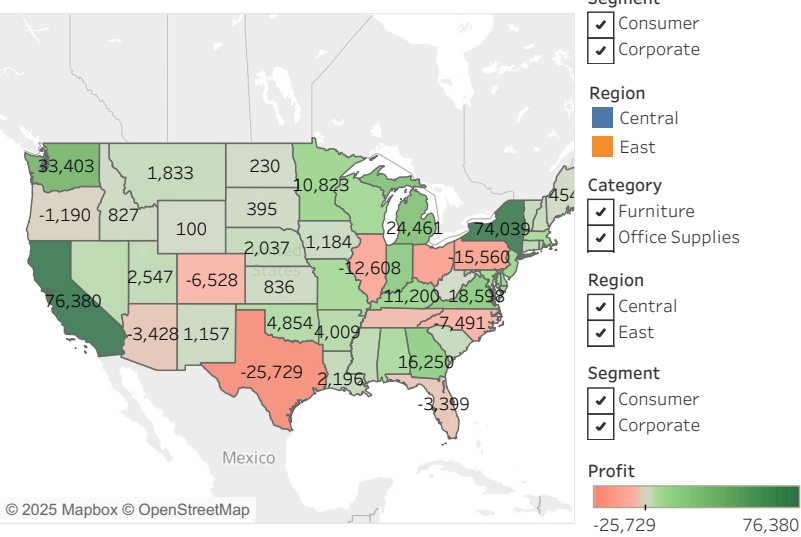 Segment
Consumer
Corporate
Region
Central
East
Category
Furniture
Office Supplies
Region
Central
East
Segment
Consumer
Corporate
Profit
-25,729 76,380
33,403
1,833
230
10,823
454
-1,190
827
395
24,461
74,039
100
2,037
1,184
-15,560
States
2,547
-6,528
836
-12,608
76,380
11,200
18,598
-3,428
1,157
4,854
4,009
-7,491
-25,729
2,196
16,250
-3,399
Mexico
© 2025 Mapbox © OpenStreetMap